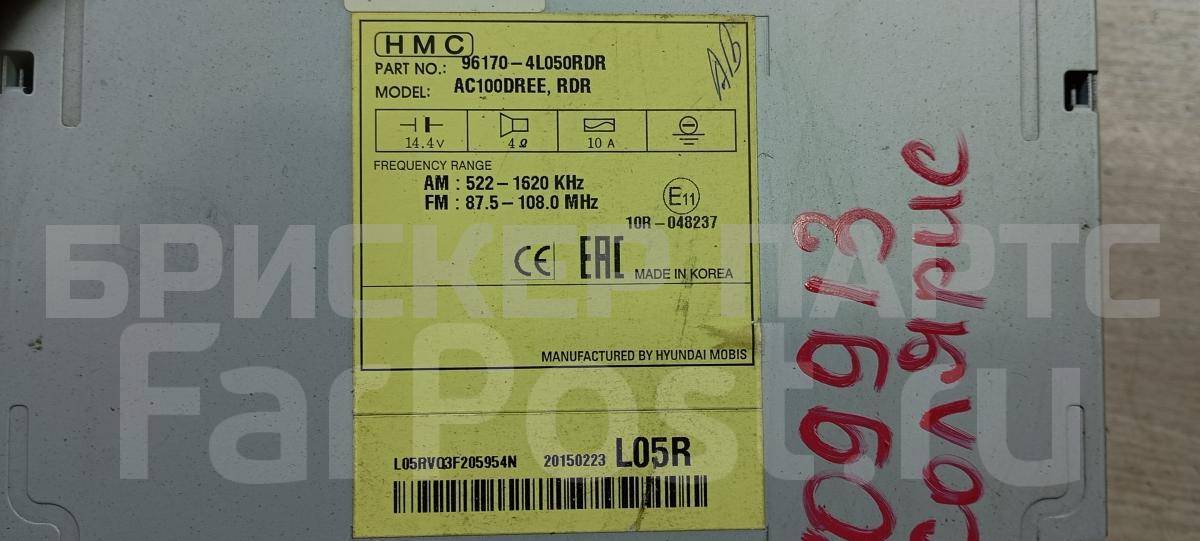 HMC
PART NO.: 96170-4L050RDR
MODEL: AC100DREE, RDR
14.4v 4Ω 10 A
FREQUENCY RANGE
AM : 522-1620 KHz
FM : 87.5-108.0 MHz
E11
10R-048237
CE EAC MADE IN KOREA
MANUFACTURED BY HYUNDAI MOBIS
L05RVQ3F205954N 20150223 L05R
709913
Солярис
БРИСКЕР ПАРТС
FarPost.ru